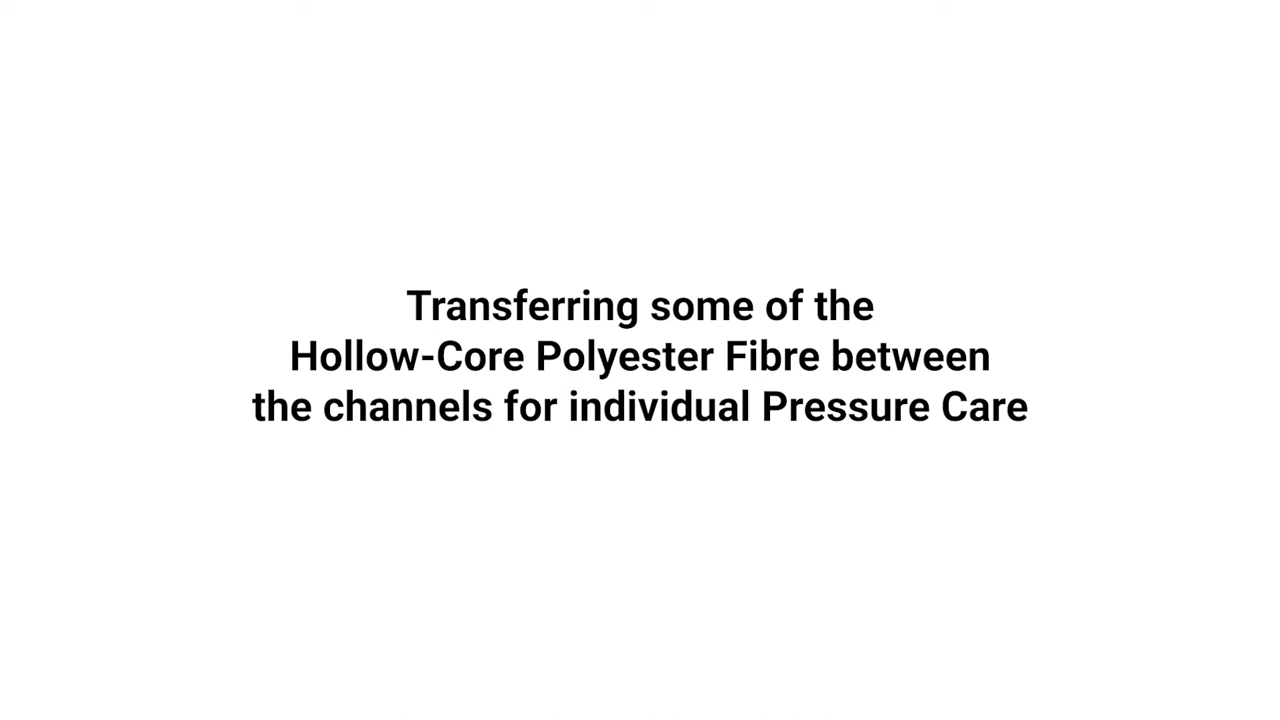 Transferring some of the
Hollow-Core Polyester Fibre between
the channels for individual Pressure Care